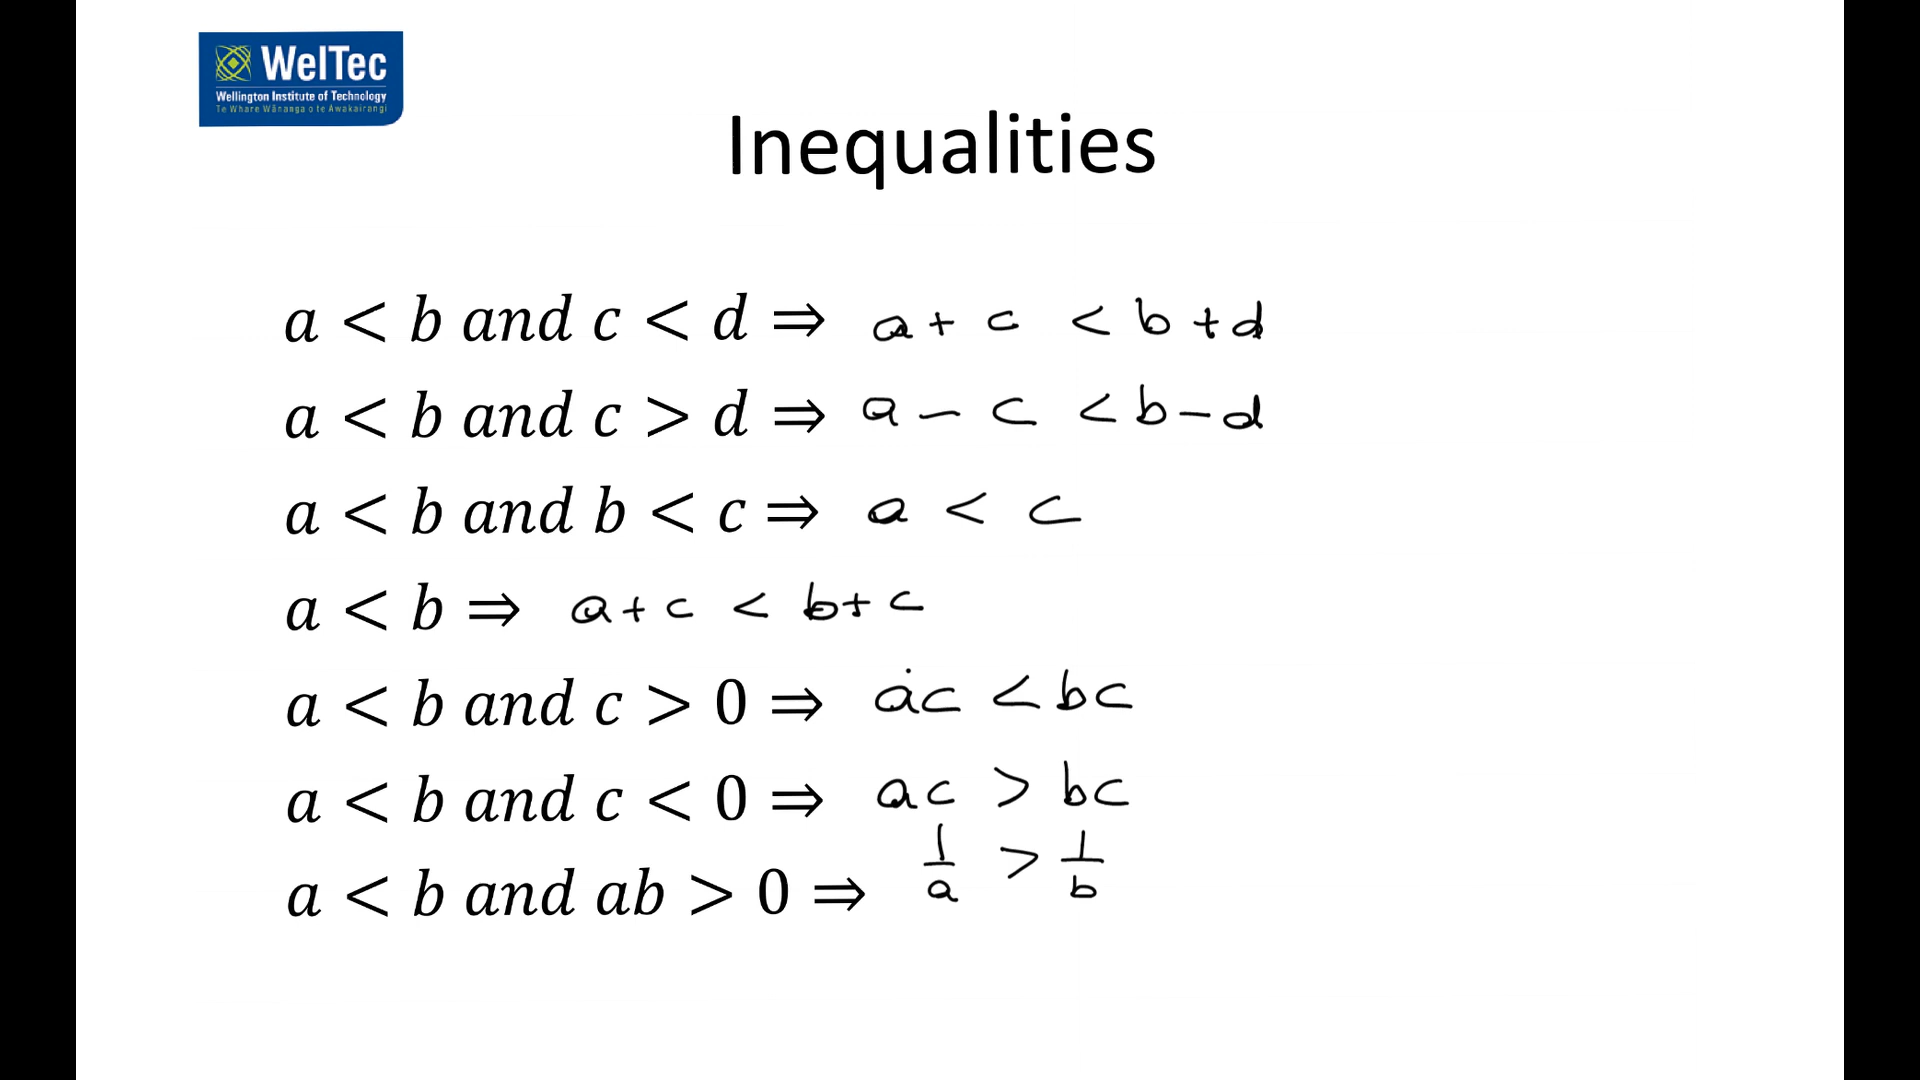 WelTec
Wellington Institute of Technology
Te Whare Wānanga o te Awakairangi
Inequalities
a < b and c < d ⇒ a + c < b + d
a < b and c > d ⇒ a − c < b − d
a < b and b < c ⇒ a < c
a < b ⇒ a + c < b + c
a < b and c > 0 ⇒ ac < bc
a < b and c < 0 ⇒ ac > bc
a < b and ab > 0 ⇒ 1/a > 1/b